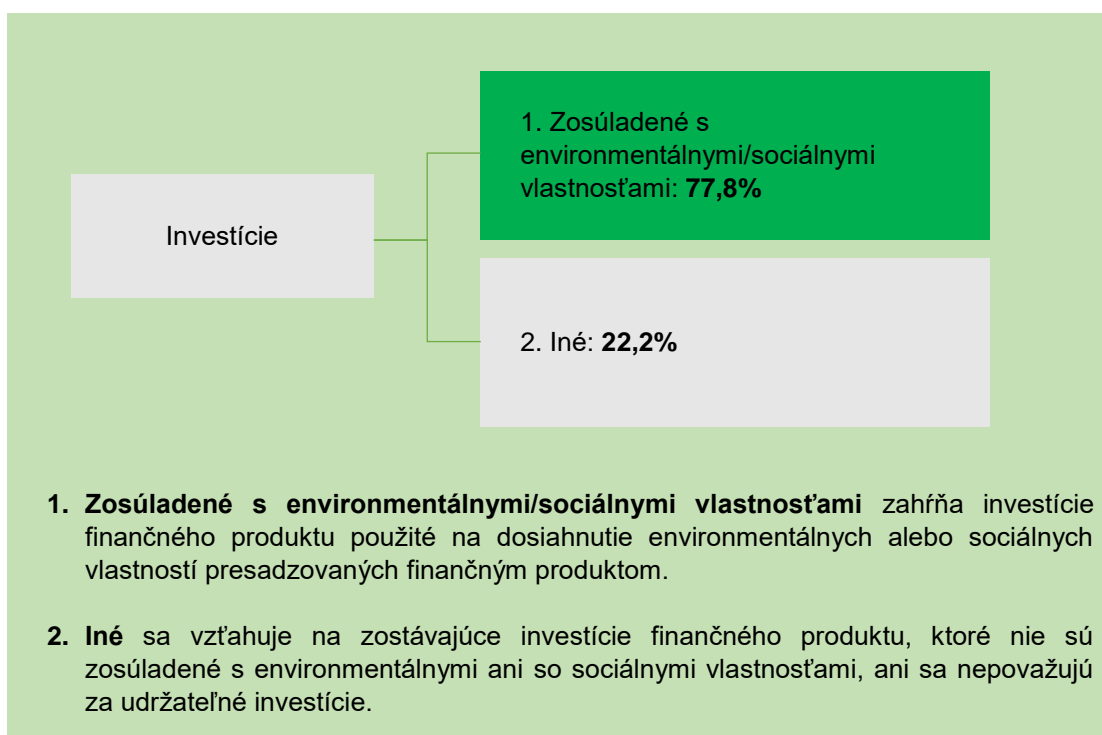 1. Zosúladené s
environmentálnymi/sociálnymi
vlastnosťami: 77,8%
Investície
2. Iné: 22,2%
1. Zosúladené s environmentálnymi/sociálnymi vlastnosťami zahŕňa investície
finančného produktu použité na dosiahnutie environmentálnych alebo sociálnych
vlastností presadzovaných finančným produktom.
2. Iné sa vzťahuje na zostávajúce investície finančného produktu, ktoré nie sú
zosúladené s environmentálnymi ani so sociálnymi vlastnosťami, ani sa nepovažujú
za udržateľné investície.